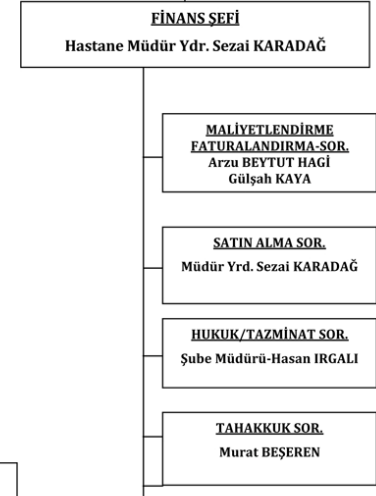 FİNANS ŞEFİ
Hastane Müdür Ydr. Sezai KARADAĞ
MALİYETLENDİRME
FATURALANDIRMA-SOR.
Arzu BEYTUT HAGİ
Gülşah KAYA
SATIN ALMA SOR.
Müdür Yrd. Sezai KARADAĞ
HUKUK/TAZMİNAT SOR.
Şube Müdürü-Hasan IRGALI
TAHAKKUK SOR.
Murat BEŞEREN